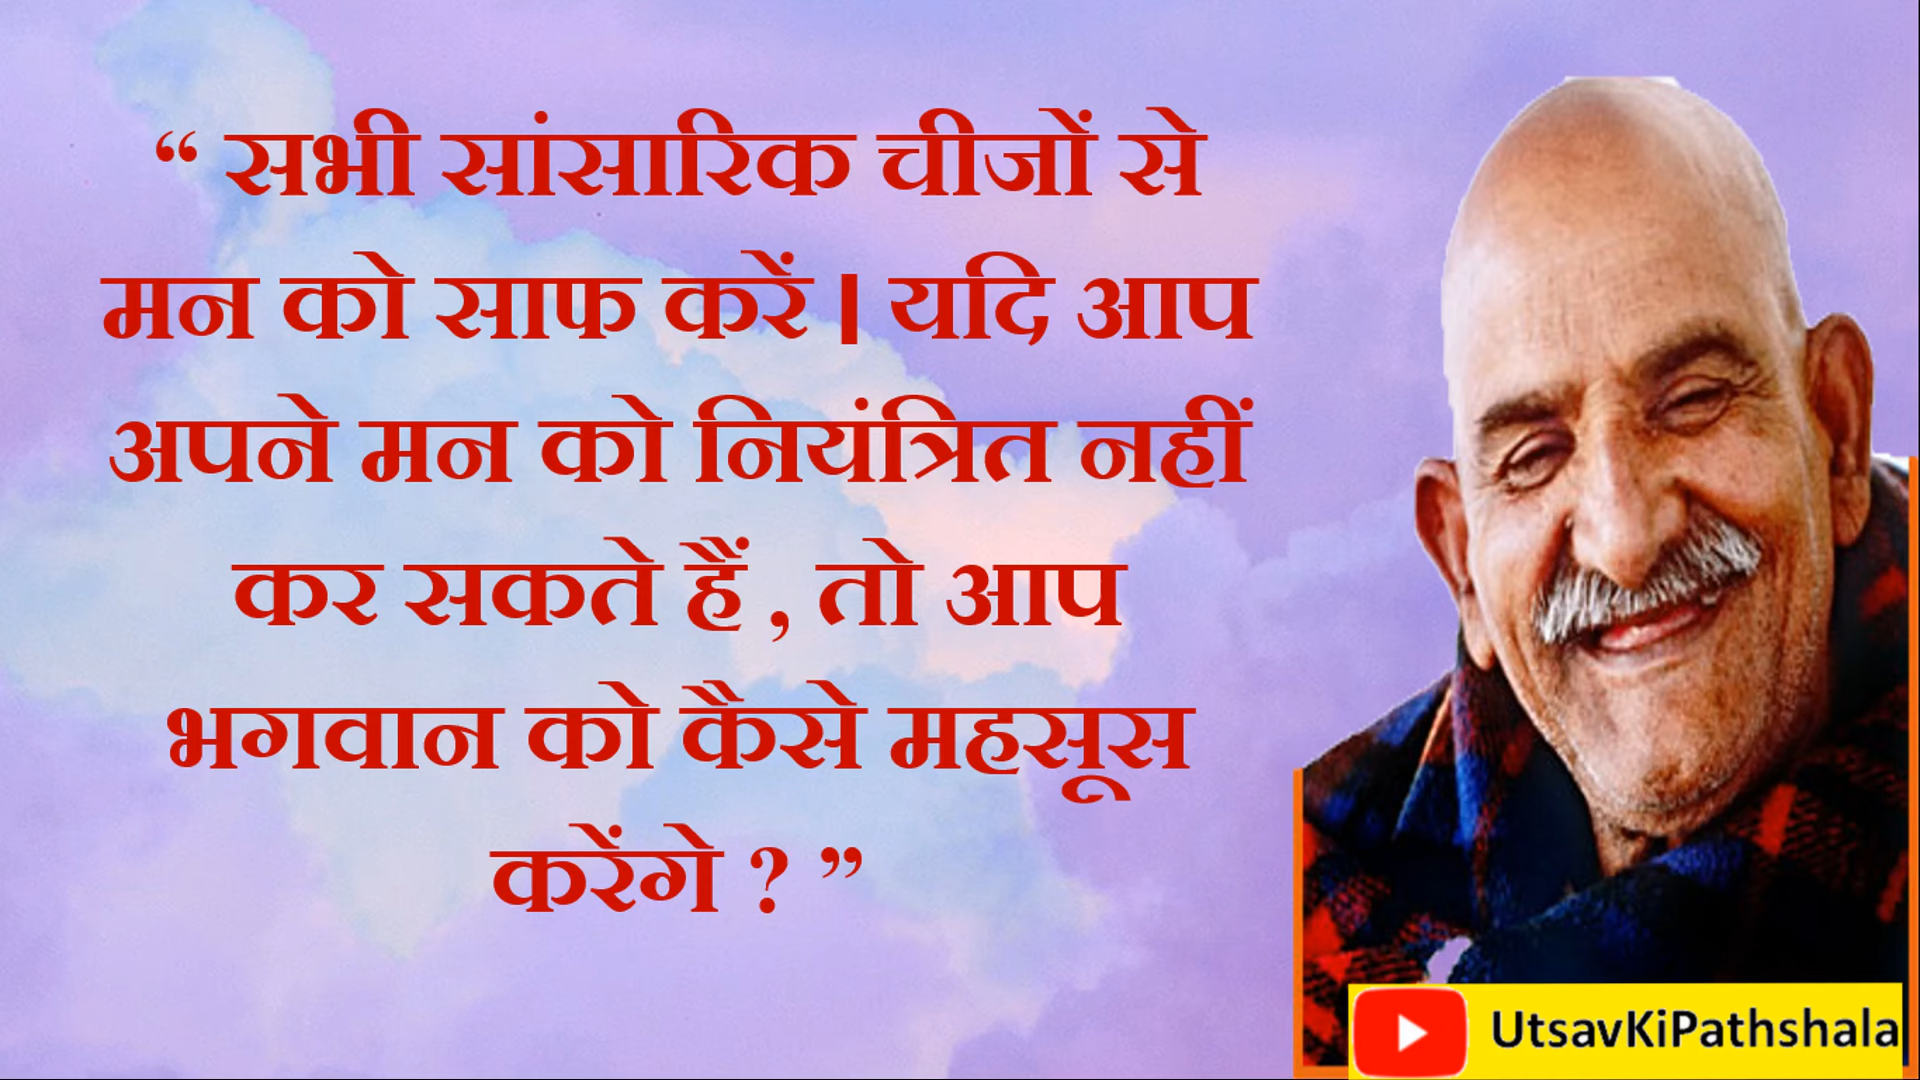 “ सभी सांसारिक चीजों से
मन को साफ करें। यदि आप
अपने मन को नियंत्रित नहीं
कर सकते हैं , तो आप
भगवान को कैसे महसूस
करेंगे ? ”
UtsavKiPathshala